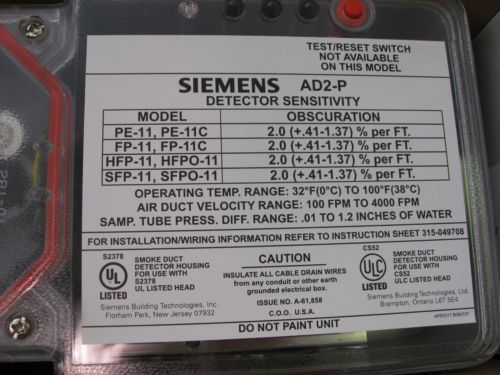 TEST/RESET SWITCH
NOT AVAILABLE
ON THIS MODEL
SIEMENS AD2-P
DETECTOR SENSITIVITY
MODEL OBSCURATION
PE-11, PE-11C 2.0 (+.41-1.37) % per FT.
FP-11, FP-11C 2.0 (+.41-1.37) % per FT.
HFP-11, HFPO-11 2.0 (+.41-1.37) % per FT.
SFP-11, SFPO-11 2.0 (+.41-1.37) % per FT.
OPERATING TEMP. RANGE: 32°F(0°C) TO 100°F(38°C)
AIR DUCT VELOCITY RANGE: 100 FPM TO 4000 FPM
SAMP. TUBE PRESS. DIFF. RANGE: .01 TO 1.2 INCHES OF WATER
FOR INSTALLATION/WIRING INFORMATION REFER TO INSTRUCTION SHEET 315-049708
S2378
UL
LISTED
SMOKE DUCT
DETECTOR HOUSING
FOR USE WITH
S2378
UL LISTED HEAD
Siemens Building Technologies, Inc.
Florham Park, New Jersey 07932
CAUTION
INSULATE ALL CABLE DRAIN WIRES
from any conduit or other earth
grounded electrical box.
ISSUE NO. A-61,858
C.O.O. U.S.A.
CS52
ULC
LISTED
SMOKE DUCT
DETECTOR HOUSING
FOR USE WITH
CS52
ULC LISTED HEAD
Siemens Building Technologies Ltd.
Brampton, Ontario L6T 5E4
DO NOT PAINT UNIT